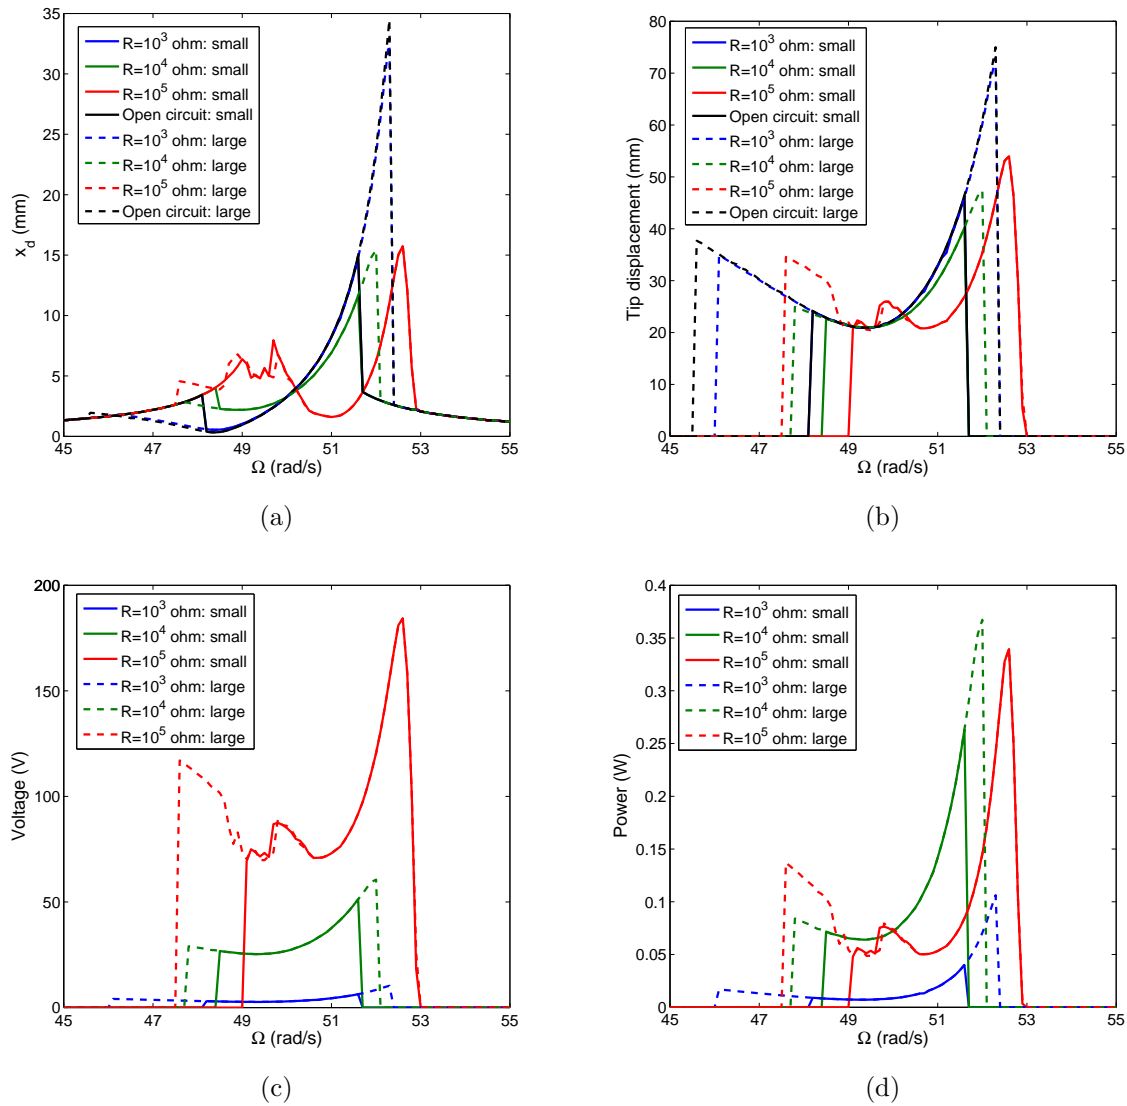 35
30
25
20
15
10
5
0
x_d (mm)
R=10^3 ohm: small
R=10^4 ohm: small
R=10^5 ohm: small
Open circuit: small
R=10^3 ohm: large
R=10^4 ohm: large
R=10^5 ohm: large
Open circuit: large
45 47 49 51 53 55
Ω (rad/s)
(a)
80
70
60
50
40
30
20
10
0
Tip displacement (mm)
R=10^3 ohm: small
R=10^4 ohm: small
R=10^5 ohm: small
Open circuit: small
R=10^3 ohm: large
R=10^4 ohm: large
R=10^5 ohm: large
Open circuit: large
45 47 49 51 53 55
Ω (rad/s)
(b)
200
150
100
50
0
Voltage (V)
R=10^3 ohm: small
R=10^4 ohm: small
R=10^5 ohm: small
R=10^3 ohm: large
R=10^4 ohm: large
R=10^5 ohm: large
45 47 49 51 53 55
Ω (rad/s)
(c)
0.4
0.35
0.3
0.25
0.2
0.15
0.1
0.05
0
Power (W)
R=10^3 ohm: small
R=10^4 ohm: small
R=10^5 ohm: small
R=10^3 ohm: large
R=10^4 ohm: large
R=10^5 ohm: large
45 47 49 51 53 55
Ω (rad/s)
(d)